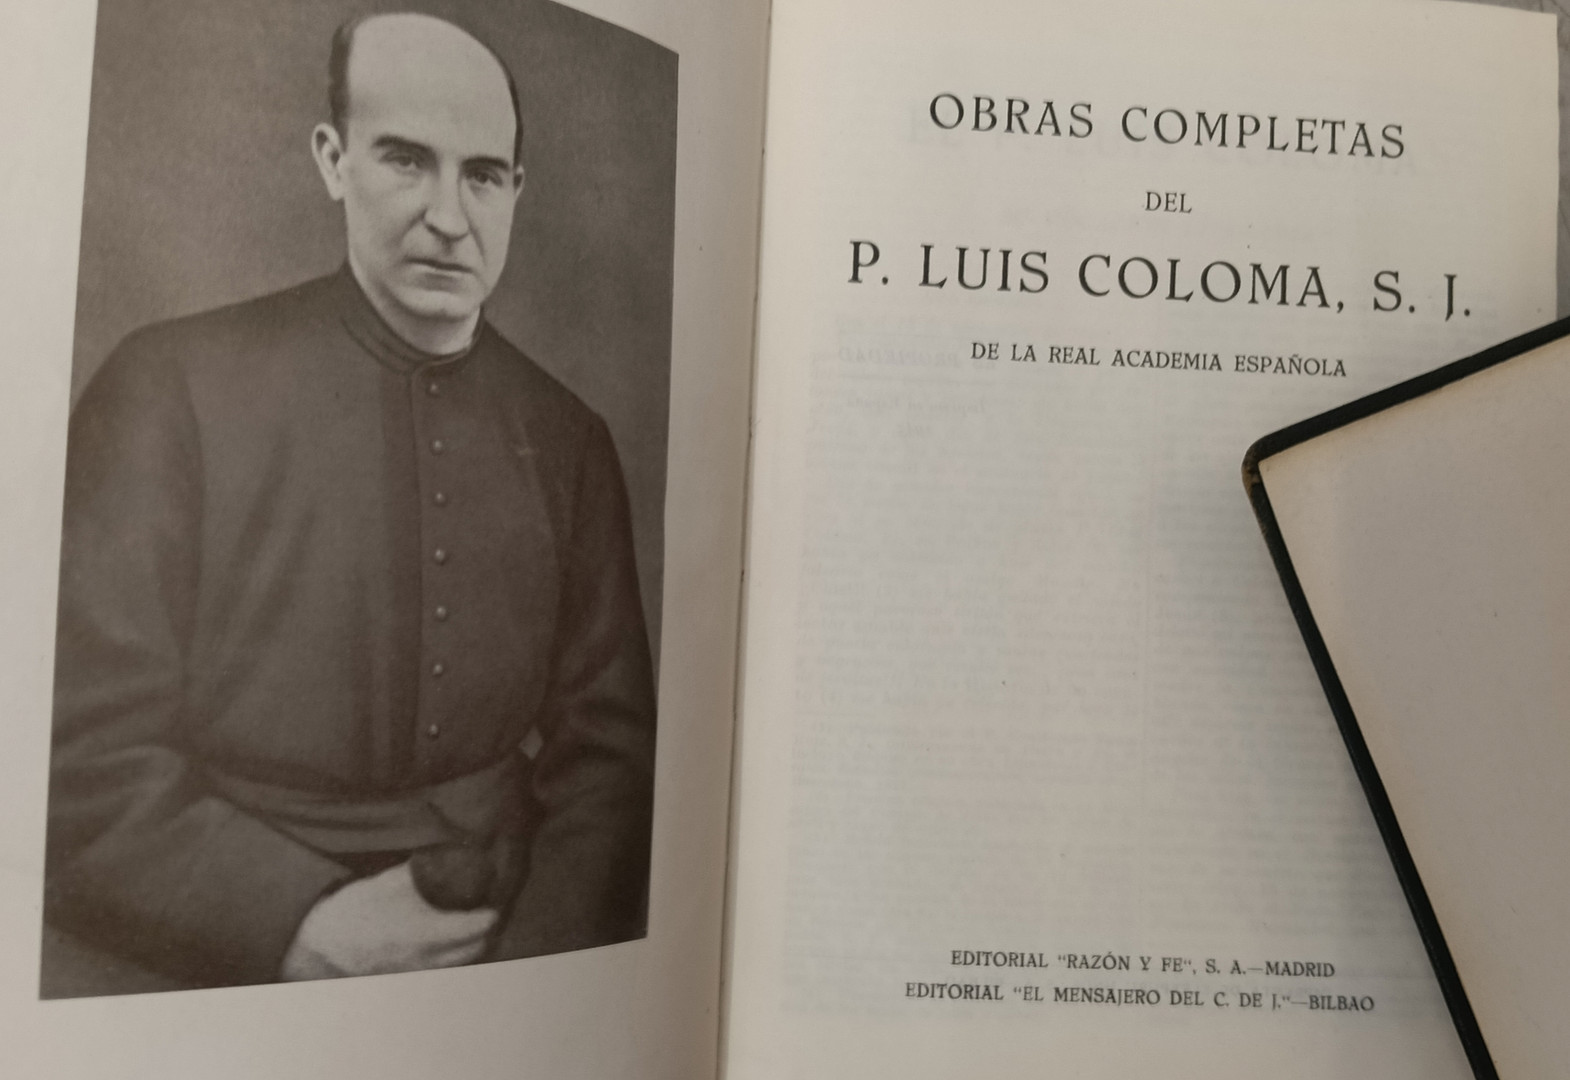 OBRAS COMPLETAS
DEL
P. LUIS COLOMA, S. J.
DE LA REAL ACADEMIA ESPAÑOLA
EDITORIAL “RAZÓN Y FE“, S. A.—MADRID
EDITORIAL “EL MENSAJERO DEL C. DE J.“—BILBAO